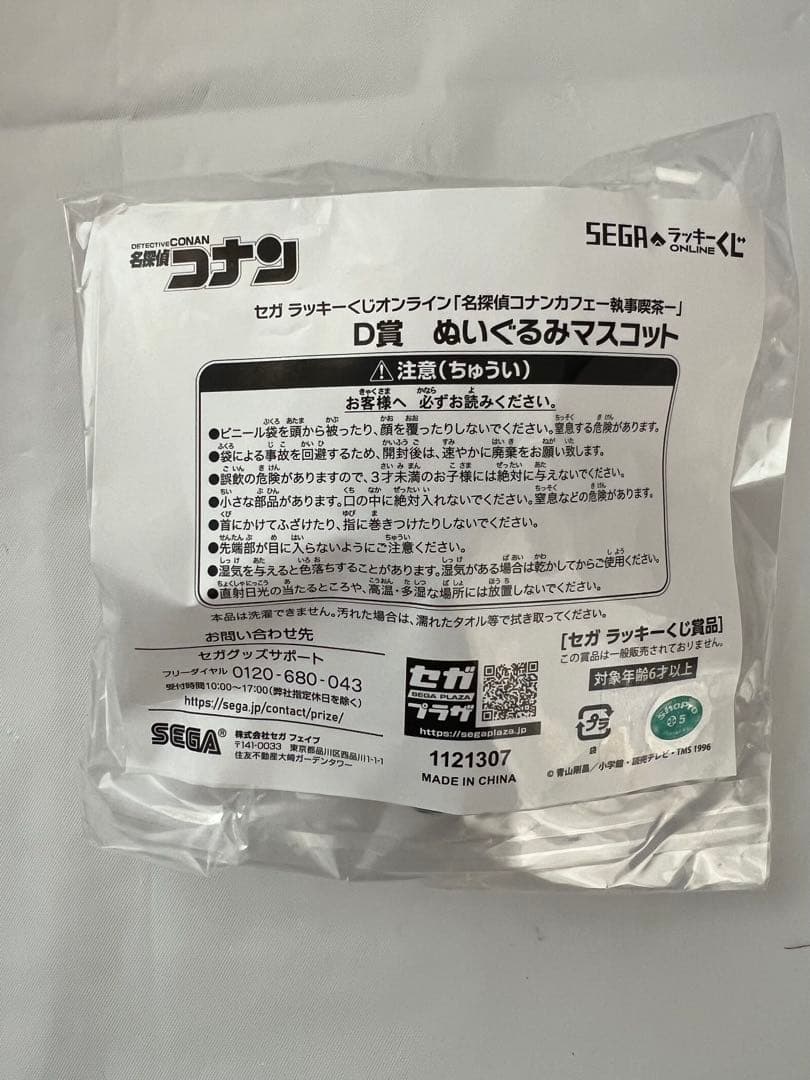 DETECTIVE CONAN
名探偵コナン
SEGA ラッキーくじ ONLINE
セガ ラッキーくじオンライン「名探偵コナンカフェー執事喫茶ー」
D賞 ぬいぐるみマスコット
注意(ちゅうい)
お客様へ 必ずお読みください。
●ビニール袋を頭から被ったり、顔を覆ったりしないでください。窒息する危険があります。
●袋による事故を回避するため、開封後は、速やかに廃棄をお願い致します。
●誤飲の危険がありますので、3才未満のお子様には絶対に与えないでください。
●小さな部品があります。口の中に絶対入れないでください。窒息などの危険があります。
●首にかけてふざけたり、指に巻きつけたりしないでください。
●先端部が目に入らないようにご注意ください。
●湿気を与えると色落ちすることがあります。湿気がある場合は乾かしてからご使用ください。
●直射日光の当たるところや、高温・多湿な場所には放置しないでください。
本品は洗濯できません。汚れた場合は、濡れたタオル等で拭き取ってください。
お問い合わせ先
セガグッズサポート
フリーダイヤル 0120-680-043
受付時間10:00~17:00(弊社指定休日を除く)
https://sega.jp/contact/prize/
SEGA® 株式会社セガ フェイブ
〒141-0033 東京都品川区西品川1-1-1
住友不動産大崎ガーデンタワー
セガ
SEGA PLAZA
プラザ
https://segaplaza.jp/
1121307
MADE IN CHINA
[セガ ラッキーくじ賞品]
この賞品は一般販売されておりません。
対象年齢6才以上
プラ
袋
ShoPro
05
© 青山剛昌/小学館・読売テレビ・TMS 1996